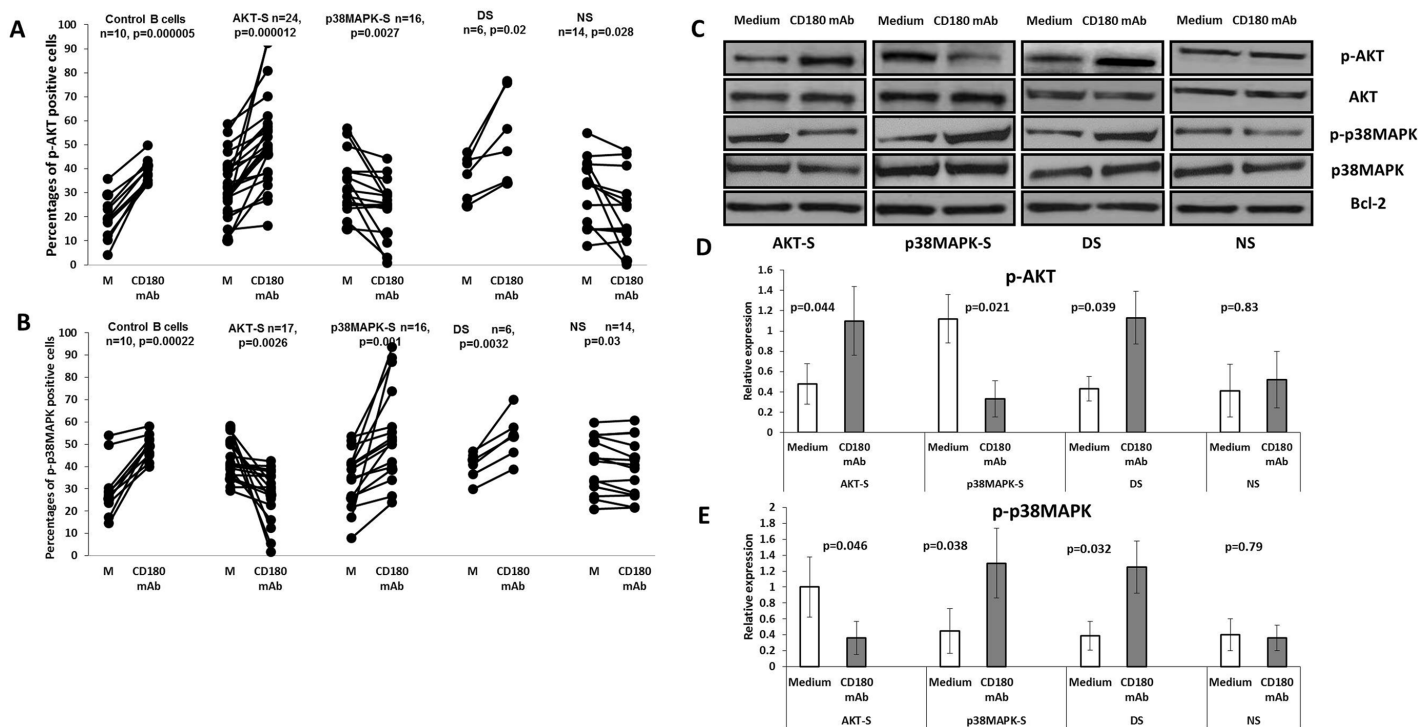 A
Control B cells
n=10, p=0.000005
AKT-S n=24,
p=0.000012
p38MAPK-S n=16,
p=0.0027
DS
n=6, p=0.02
NS
n=14, p=0.028
Percentages of p-AKT positive cells
100
90
80
70
60
50
40
30
20
10
0
M CD180 mAb M CD180 mAb M CD180 mAb M CD180 mAb M CD180 mAb
B
Control B cells
n=10, p=0.00022
AKT-S n=17,
p=0.0026
p38MAPK-S n=16,
p=0.001
DS n=6,
p=0.0032
NS n=14,
p=0.03
Percentages of p-p38MAPK positive cells
100
90
80
70
60
50
40
30
20
10
0
M CD180 mAb M CD180 mAb M CD180 mAb M CD180 mAb M CD180 mAb
C
Medium CD180 mAb Medium CD180 mAb Medium CD180 mAb Medium CD180 mAb
p-AKT
AKT
p-p38MAPK
p38MAPK
Bcl-2
AKT-S p38MAPK-S DS NS
D
p-AKT
Relative expression
1.6
1.4
1.2
1
0.8
0.6
0.4
0.2
0
p=0.044 p=0.021 p=0.039 p=0.83
Medium CD180 mAb Medium CD180 mAb Medium CD180 mAb Medium CD180 mAb
AKT-S p38MAPK-S DS NS
E
p-p38MAPK
Relative expression
2
1.8
1.6
1.4
1.2
1
0.8
0.6
0.4
0.2
0
p=0.046 p=0.038 p=0.032 p=0.79
Medium CD180 mAb Medium CD180 mAb Medium CD180 mAb Medium CD180 mAb
AKT-S p38MAPK-S DS NS